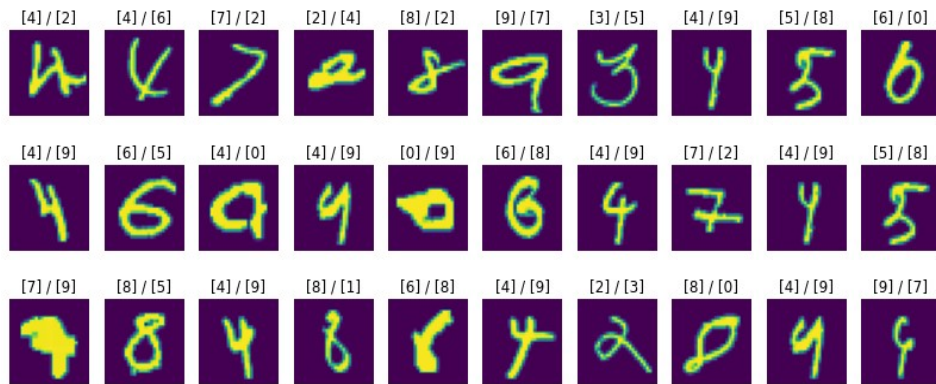 [4] / [2] [4] / [6] [7] / [2] [2] / [4] [8] / [2] [9] / [7] [3] / [5] [4] / [9] [5] / [8] [6] / [0]
[4] / [9] [6] / [5] [4] / [0] [4] / [9] [0] / [9] [6] / [8] [4] / [9] [7] / [2] [4] / [9] [5] / [8]
[7] / [9] [8] / [5] [4] / [9] [8] / [1] [6] / [8] [4] / [9] [2] / [3] [8] / [0] [4] / [9] [9] / [7]